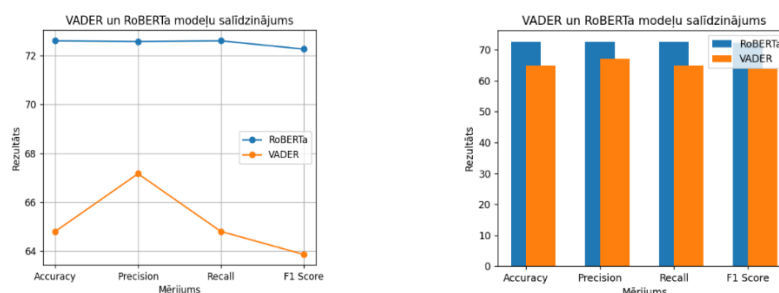 VADER un RoBERTa modeļu salīdzinājums
72
70
68
66
64
Rezultāts
RoBERTa
VADER
Accuracy
Precision
Recall
F1 Score
Mērījums
VADER un RoBERTa modeļu salīdzinājums
70
60
50
40
30
20
10
0
Rezultāts
RoBERTa
VADER
Accuracy
Precision
Recall
F1 Score
Mērījums